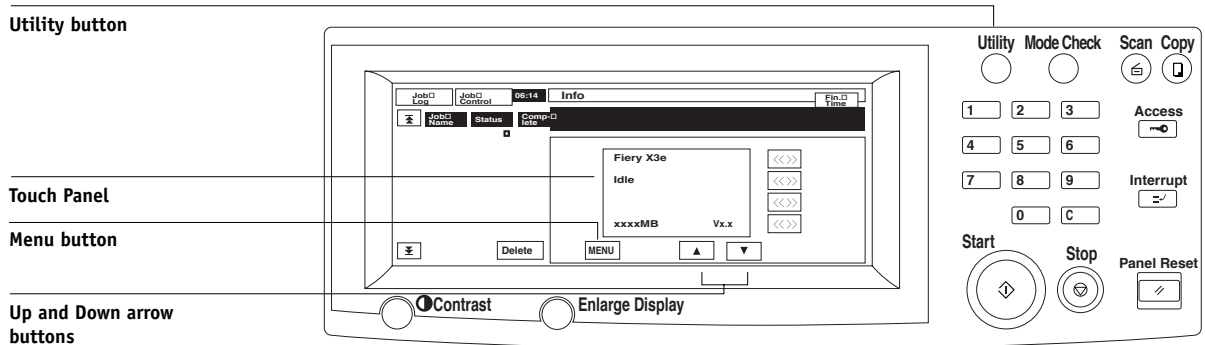 Utility button
Utility Mode Check Scan Copy
Job Log
Job Control
06:14
Info
Fin. Time
Job Name
Status
Comp- lete
1 2 3
Access
Fiery X3e
4 5 6
Idle
Touch Panel
7 8 9
Interrupt
xxxxMB Vx.x
0 C
Menu button
Delete
MENU
Start
Stop
Panel Reset
Contrast
Enlarge Display
Up and Down arrow
buttons